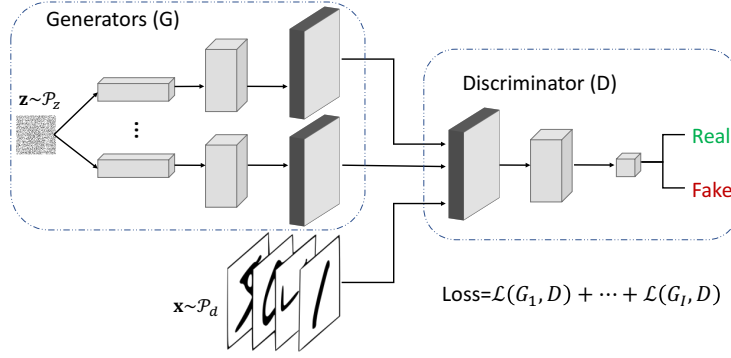 Generators (G)
Discriminator (D)
𝐳~𝒫_z
⋮
Real
Fake
𝐱~𝒫_d
Loss=ℒ(G_1, D) + ⋯ + ℒ(G_I, D)